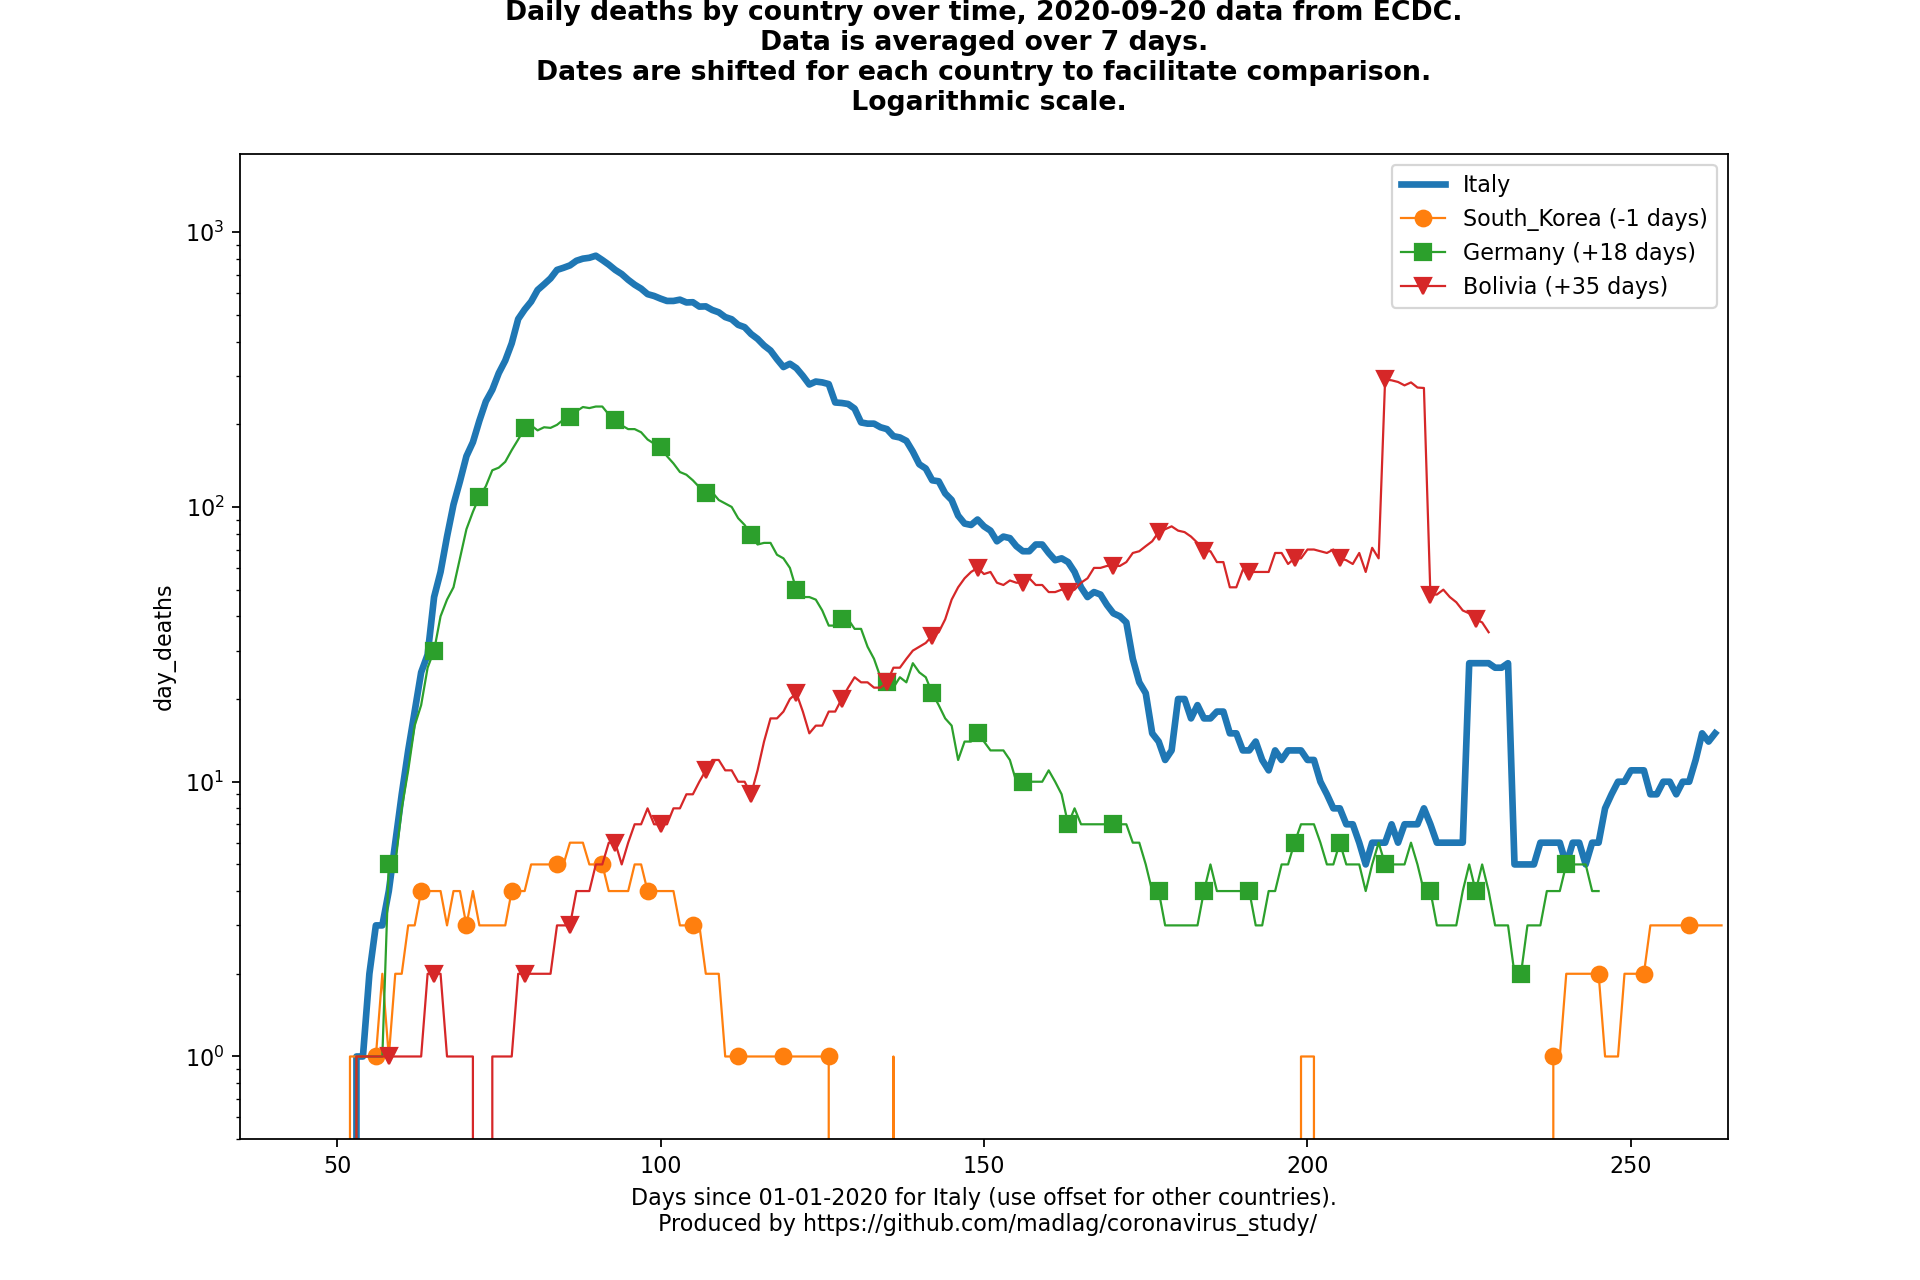 Daily deaths by country over time, 2020-09-20 data from ECDC.
Data is averaged over 7 days.
Dates are shifted for each country to facilitate comparison.
Logarithmic scale.
Italy
South_Korea (-1 days)
Germany (+18 days)
Bolivia (+35 days)
day_deaths
10³
10²
10¹
10⁰
50 100 150 200 250
Days since 01-01-2020 for Italy (use offset for other countries).
Produced by https://github.com/madlag/coronavirus_study/